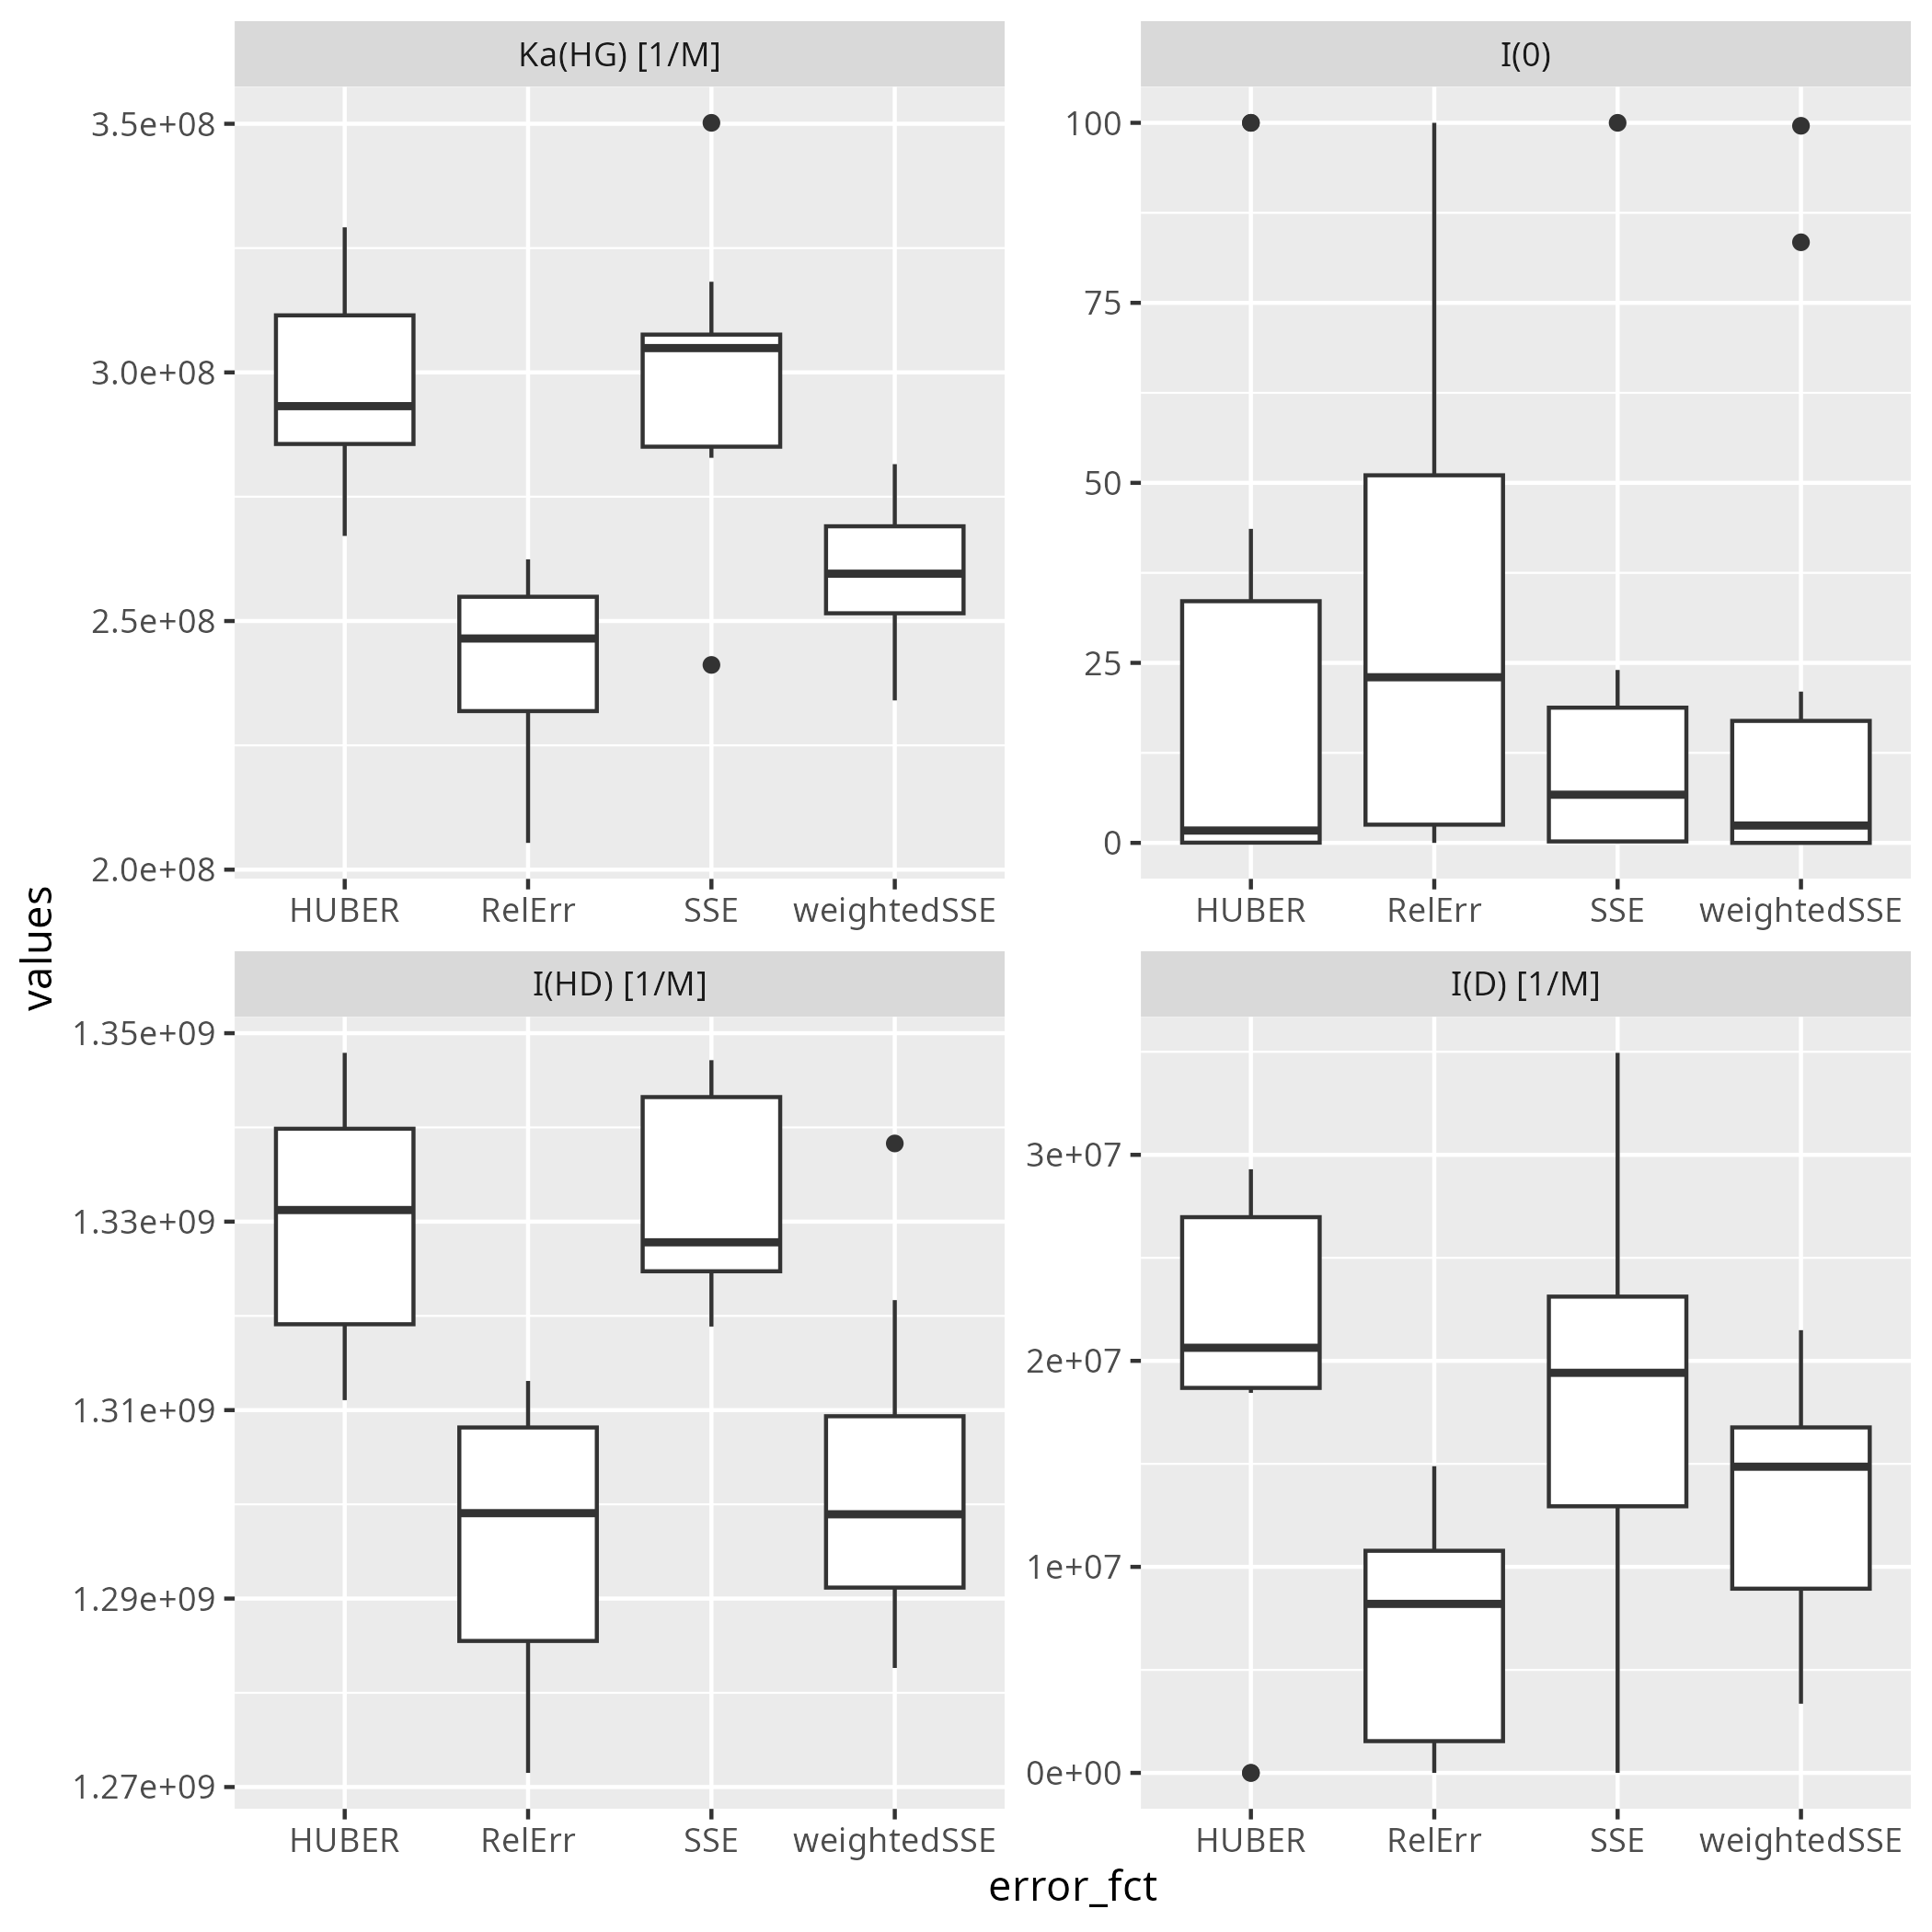 Ka(HG) [1/M]
I(0)
3.5e+08
3.0e+08
2.5e+08
2.0e+08
100
75
50
25
0
HUBER RelErr SSE weightedSSE
HUBER RelErr SSE weightedSSE
values
I(HD) [1/M]
I(D) [1/M]
1.35e+09
1.33e+09
1.31e+09
1.29e+09
1.27e+09
3e+07
2e+07
1e+07
0e+00
HUBER RelErr SSE weightedSSE
HUBER RelErr SSE weightedSSE
error_fct